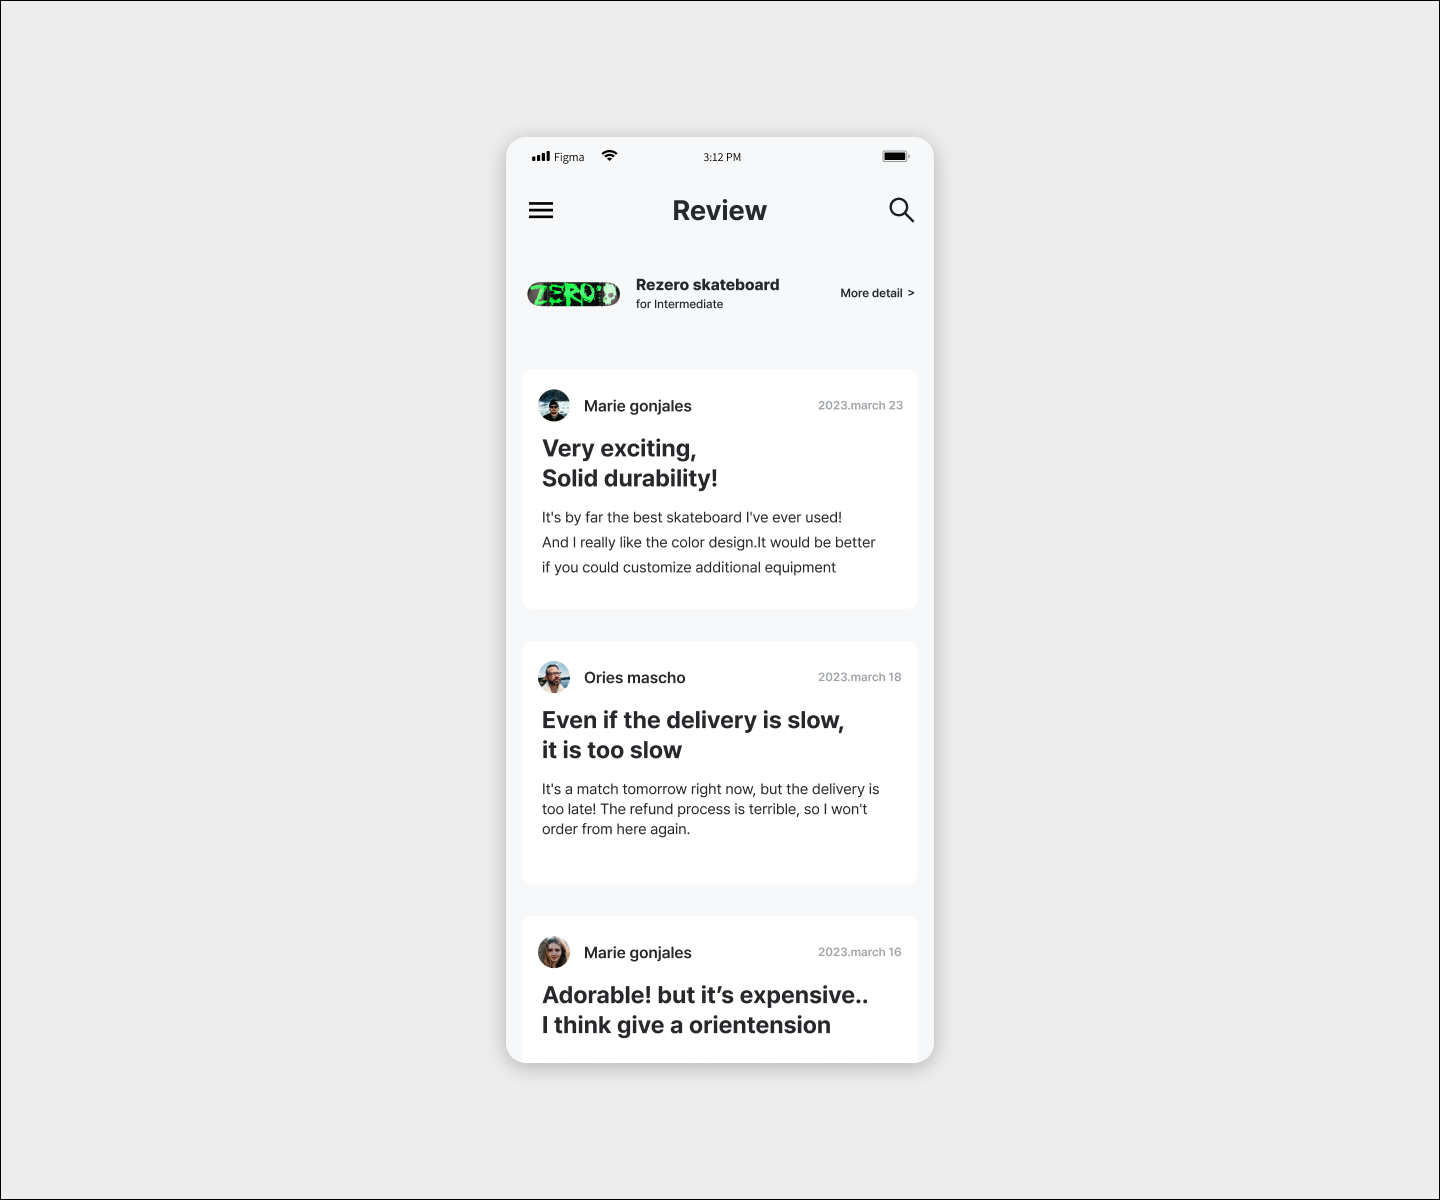 Figma
3:12 PM
Review
ZERO
Rezero skateboard
for Intermediate
More detail >
Marie gonjales
2023.march 23
Very exciting,
Solid durability!
It's by far the best skateboard I've ever used!
And I really like the color design.It would be better
if you could customize additional equipment
Ories mascho
2023.march 18
Even if the delivery is slow,
it is too slow
It's a match tomorrow right now, but the delivery is
too late! The refund process is terrible, so I won't
order from here again.
Marie gonjales
2023.march 16
Adorable! but it’s expensive..
I think give a orientension